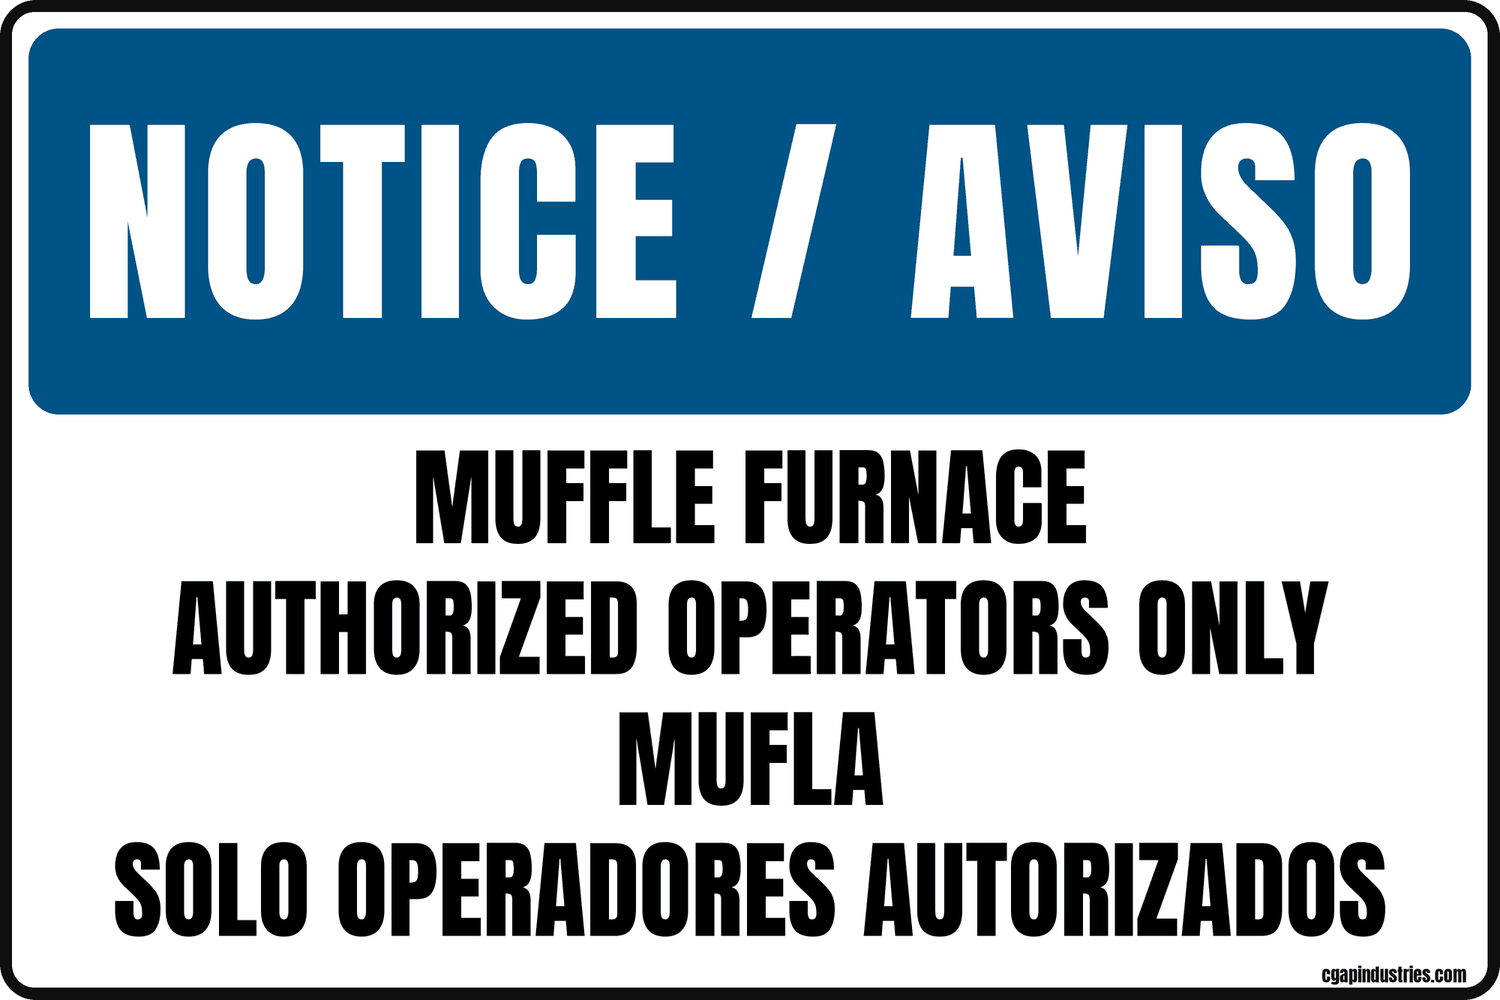 NOTICE / AVISO
MUFFLE FURNACE
AUTHORIZED OPERATORS ONLY
MUFLA
SOLO OPERADORES AUTORIZADOS
cgapindustries.com